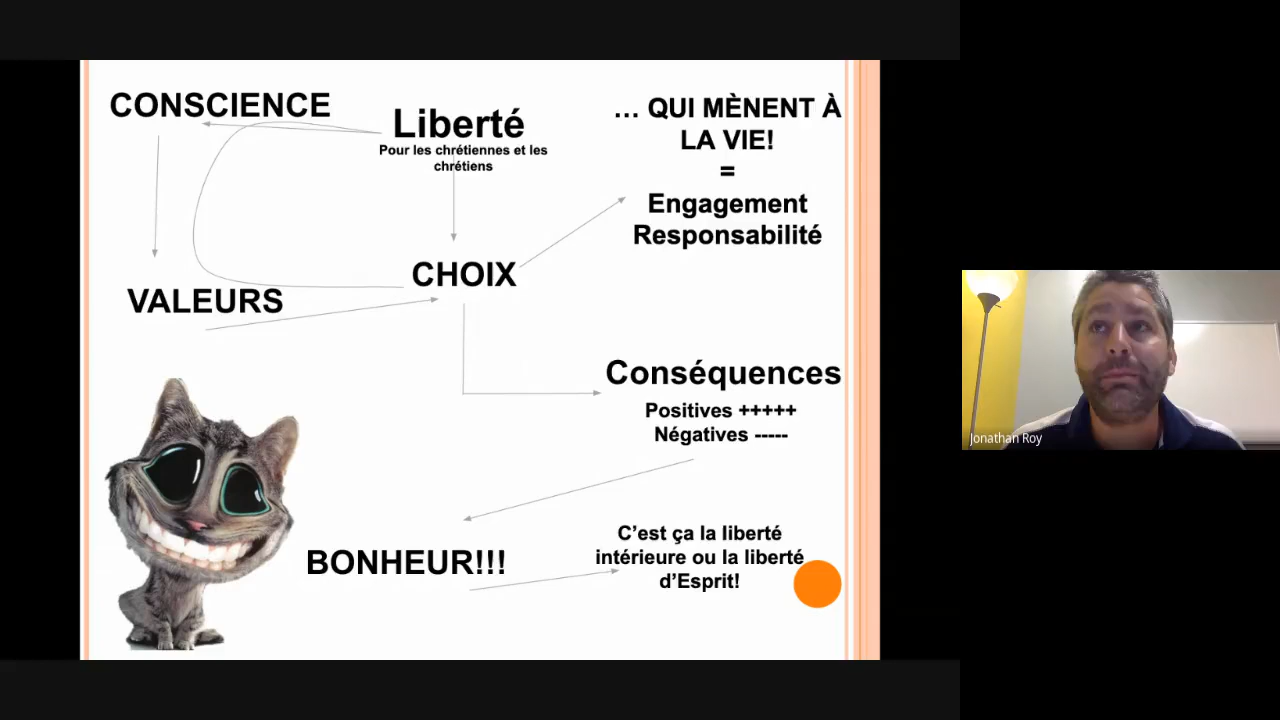 CONSCIENCE
Liberté
Pour les chrétiennes et les
chrétiens
… QUI MÈNENT À
LA VIE!
=
Engagement
Responsabilité
CHOIX
VALEURS
Conséquences
Positives +++++
Négatives -----
BONHEUR!!!
C’est ça la liberté
intérieure ou la liberté
d’Esprit!
Jonathan Roy